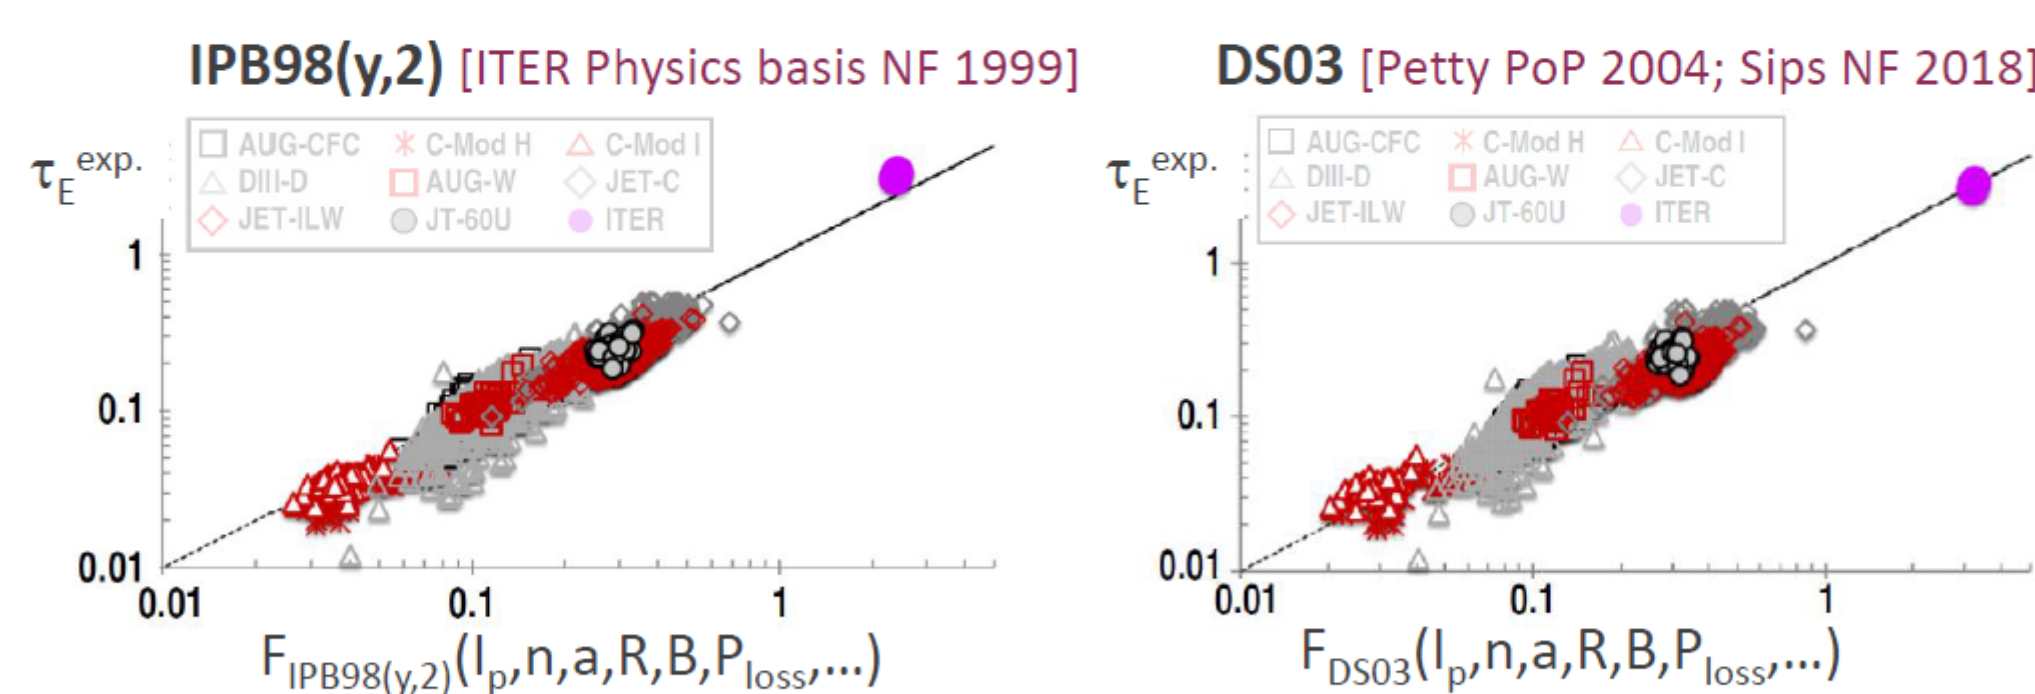 IPB98(y,2) [ITER Physics basis NF 1999]
τE exp.
AUG-CFC C-Mod H C-Mod I
DIII-D AUG-W JET-C
JET-ILW JT-60U ITER
1
0.1
0.01
0.01 0.1 1
FIPB98(y,2)(Ip,n,a,R,B,Ploss,...)
DS03 [Petty PoP 2004; Sips NF 2018]
τE exp.
AUG-CFC C-Mod H C-Mod I
DIII-D AUG-W JET-C
JET-ILW JT-60U ITER
1
0.1
0.01
0.01 0.1 1
FDS03(Ip,n,a,R,B,Ploss,...)